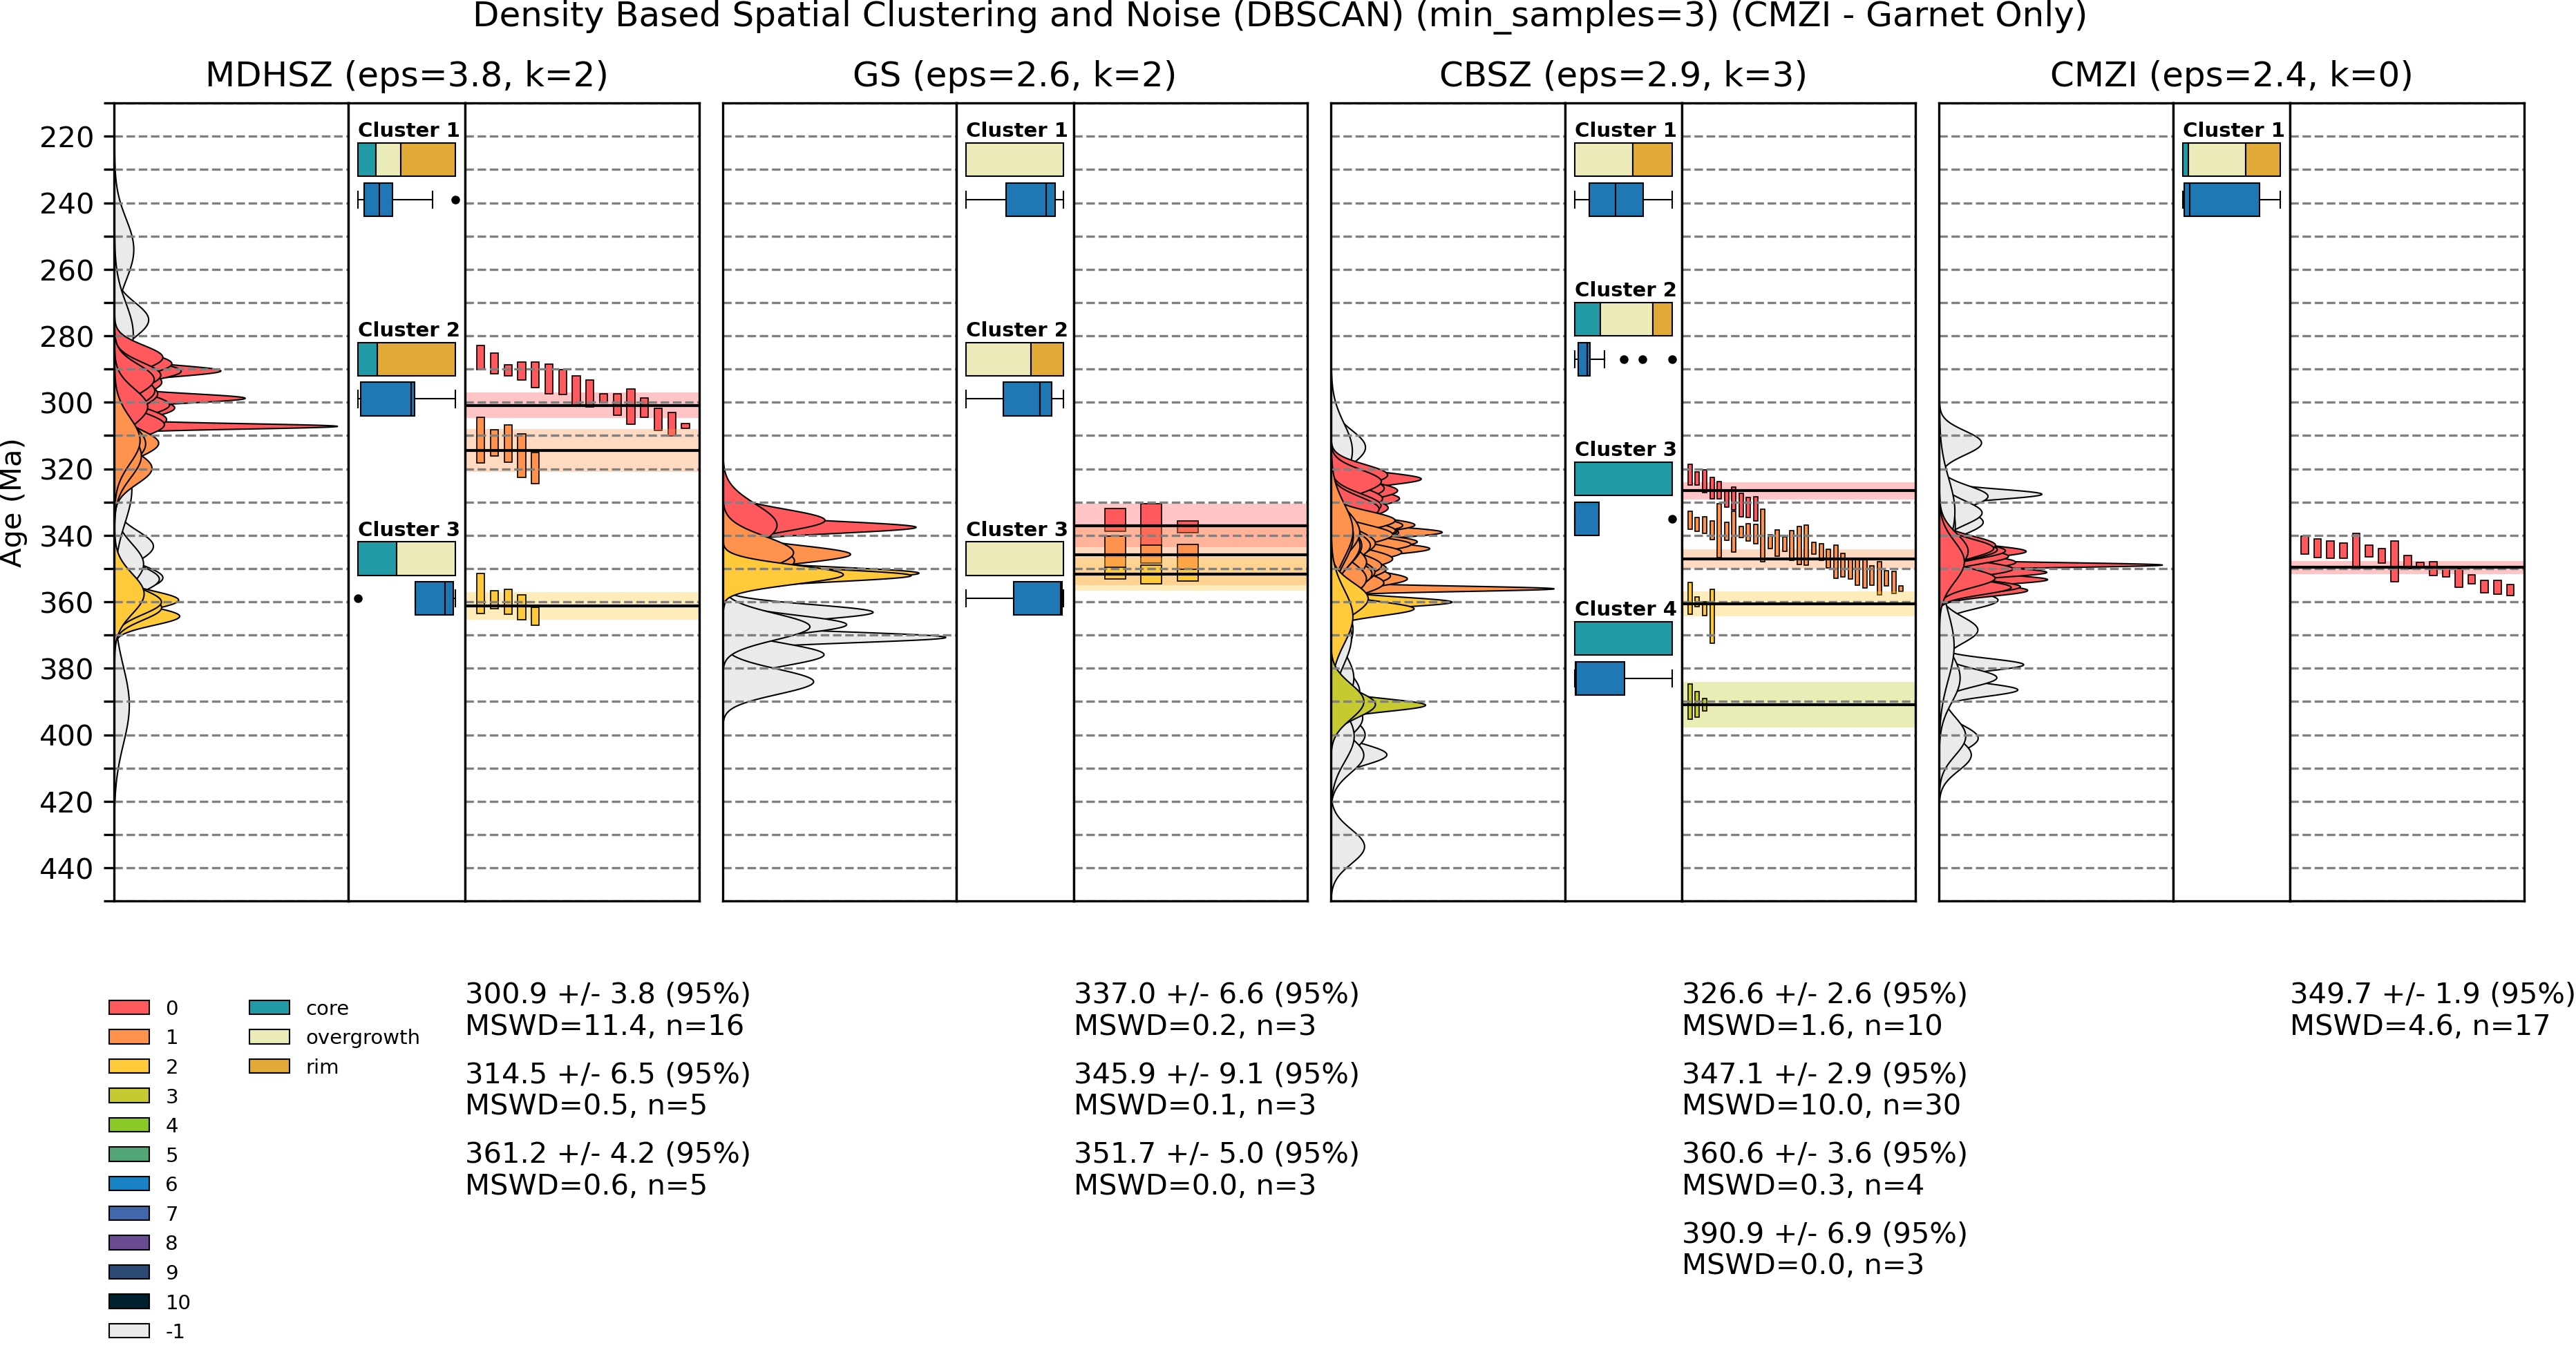 Density Based Spatial Clustering and Noise (DBSCAN) (min_samples=3) (CMZI - Garnet Only)
MDHSZ (eps=3.8, k=2)
GS (eps=2.6, k=2)
CBSZ (eps=2.9, k=3)
CMZI (eps=2.4, k=0)
Age (Ma)
220
240
260
280
300
320
340
360
380
400
420
440
Cluster 1
Cluster 2
Cluster 3
Cluster 1
Cluster 2
Cluster 3
Cluster 1
Cluster 2
Cluster 3
Cluster 4
Cluster 1
0
1
2
3
4
5
6
7
8
9
10
-1
core
overgrowth
rim
300.9 +/- 3.8 (95%)
MSWD=11.4, n=16
314.5 +/- 6.5 (95%)
MSWD=0.5, n=5
361.2 +/- 4.2 (95%)
MSWD=0.6, n=5
337.0 +/- 6.6 (95%)
MSWD=0.2, n=3
345.9 +/- 9.1 (95%)
MSWD=0.1, n=3
351.7 +/- 5.0 (95%)
MSWD=0.0, n=3
326.6 +/- 2.6 (95%)
MSWD=1.6, n=10
347.1 +/- 2.9 (95%)
MSWD=10.0, n=30
360.6 +/- 3.6 (95%)
MSWD=0.3, n=4
390.9 +/- 6.9 (95%)
MSWD=0.0, n=3
349.7 +/- 1.9 (95%)
MSWD=4.6, n=17